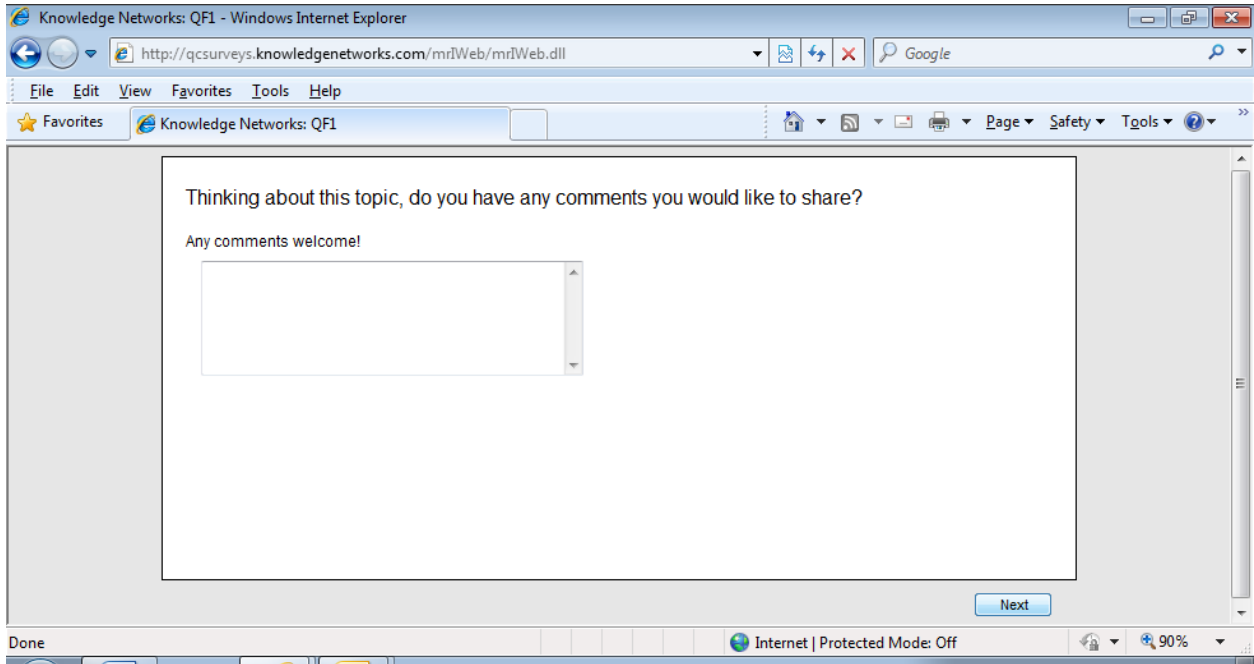 Knowledge Networks: QF1 - Windows Internet Explorer
http://qcsurveys.knowledgenetworks.com/mrIWeb/mrIWeb.dll
Google
File Edit View Favorites Tools Help
Favorites Knowledge Networks: QF1 Page Safety Tools
Thinking about this topic, do you have any comments you would like to share?
Any comments welcome!
Next
Done Internet | Protected Mode: Off 90%